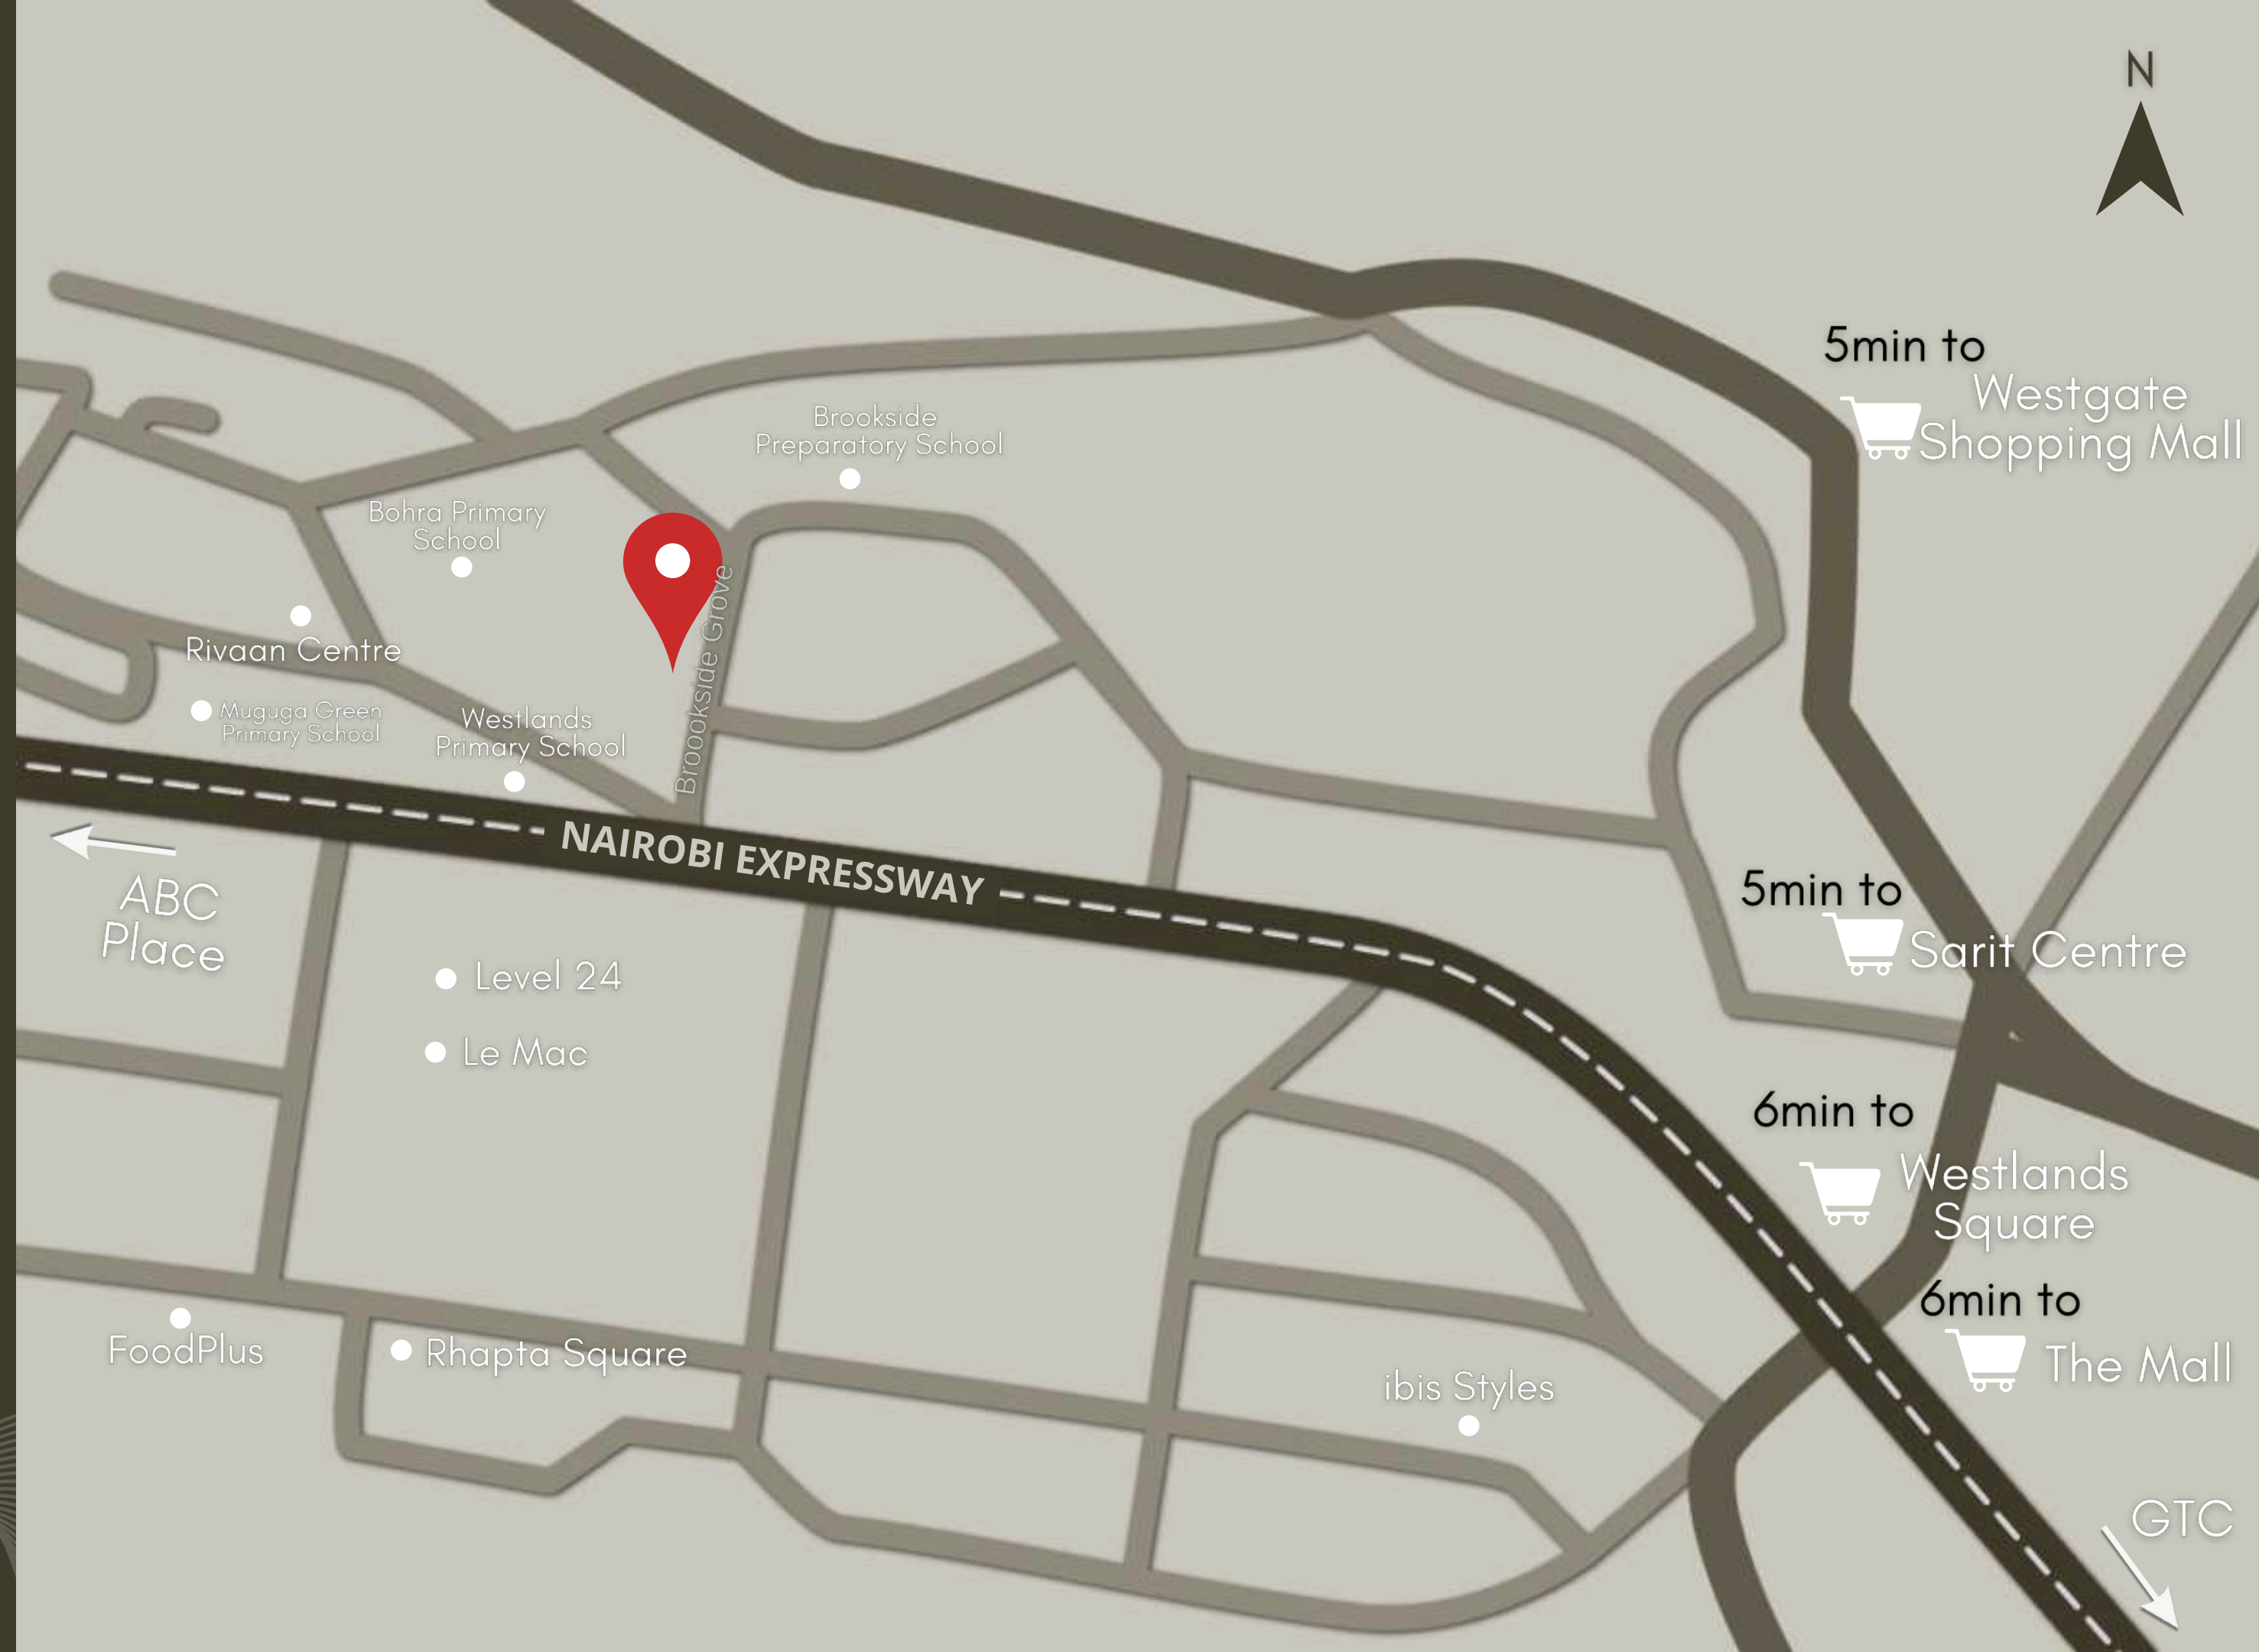 N
5min to
Westgate
Shopping Mall
Brookside
Preparatory School
Bohra Primary
School
Broookside Grove
Rivaan Centre
Muguga Green
Primary School
Westlands
Primary School
NAIROBI EXPRESSWAY
ABC
Place
5min to
Sarit Centre
Level 24
Le Mac
6min to
Westlands
Square
6min to
The Mall
FoodPlus
Rhapta Square
ibis Styles
GTC